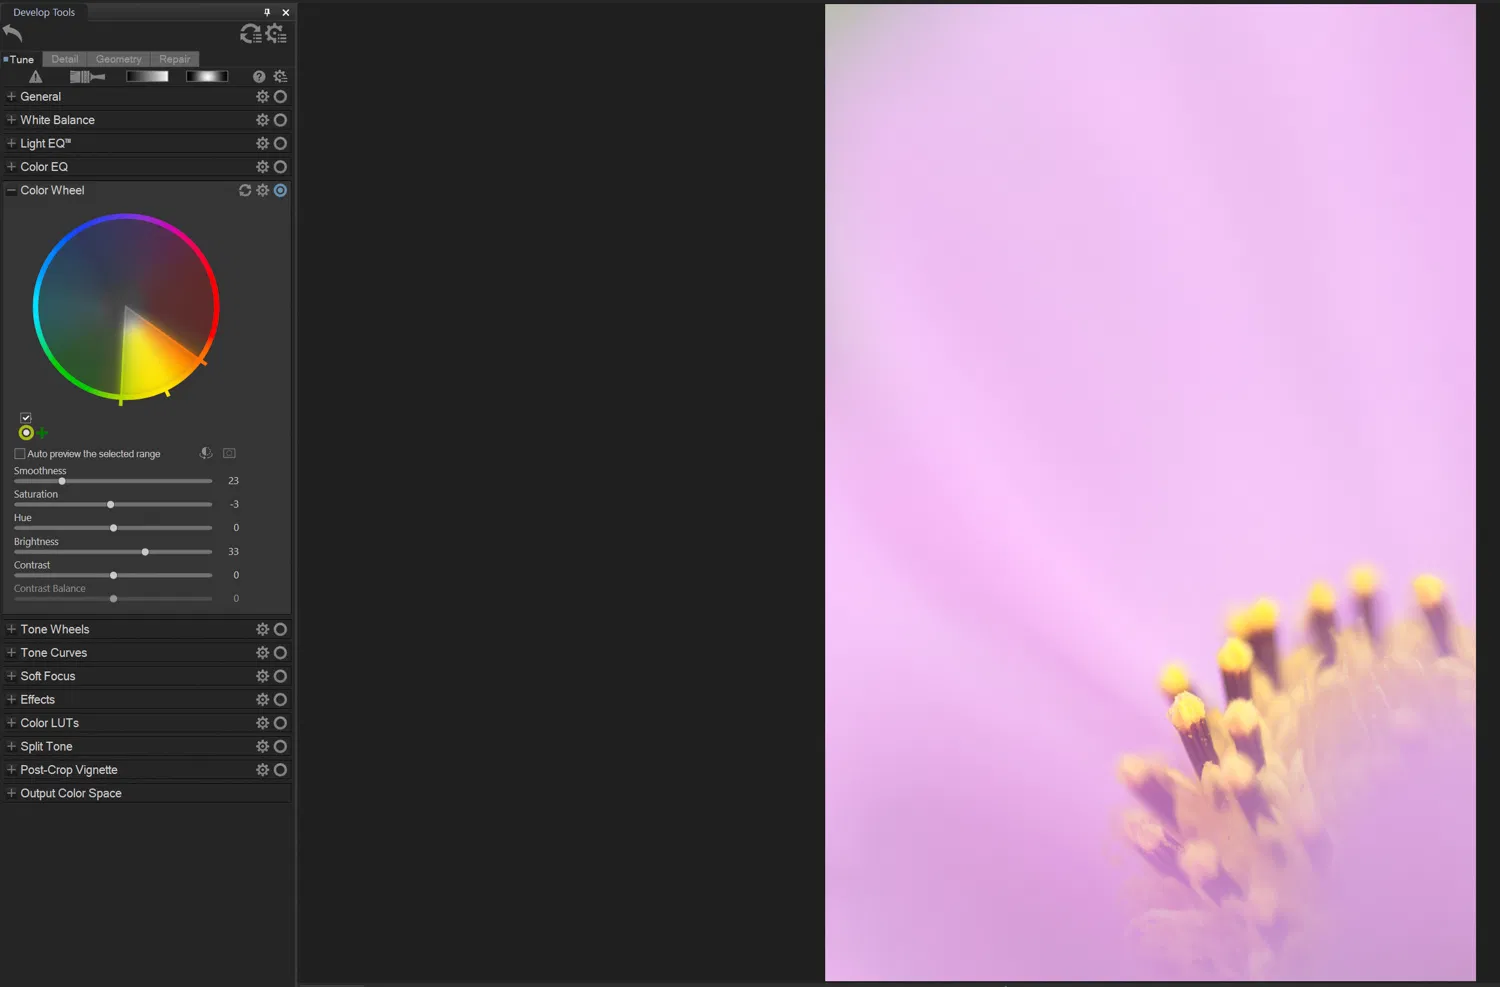 Develop Tools
Tune Detail Geometry Repair
General
White Balance
Light EQ™
Color EQ
Color Wheel
Auto preview the selected range
Smoothness
23
Saturation
-3
Hue
0
Brightness
33
Contrast
0
Contrast Balance
0
Tone Wheels
Tone Curves
Soft Focus
Effects
Color LUTs
Split Tone
Post-Crop Vignette
Output Color Space